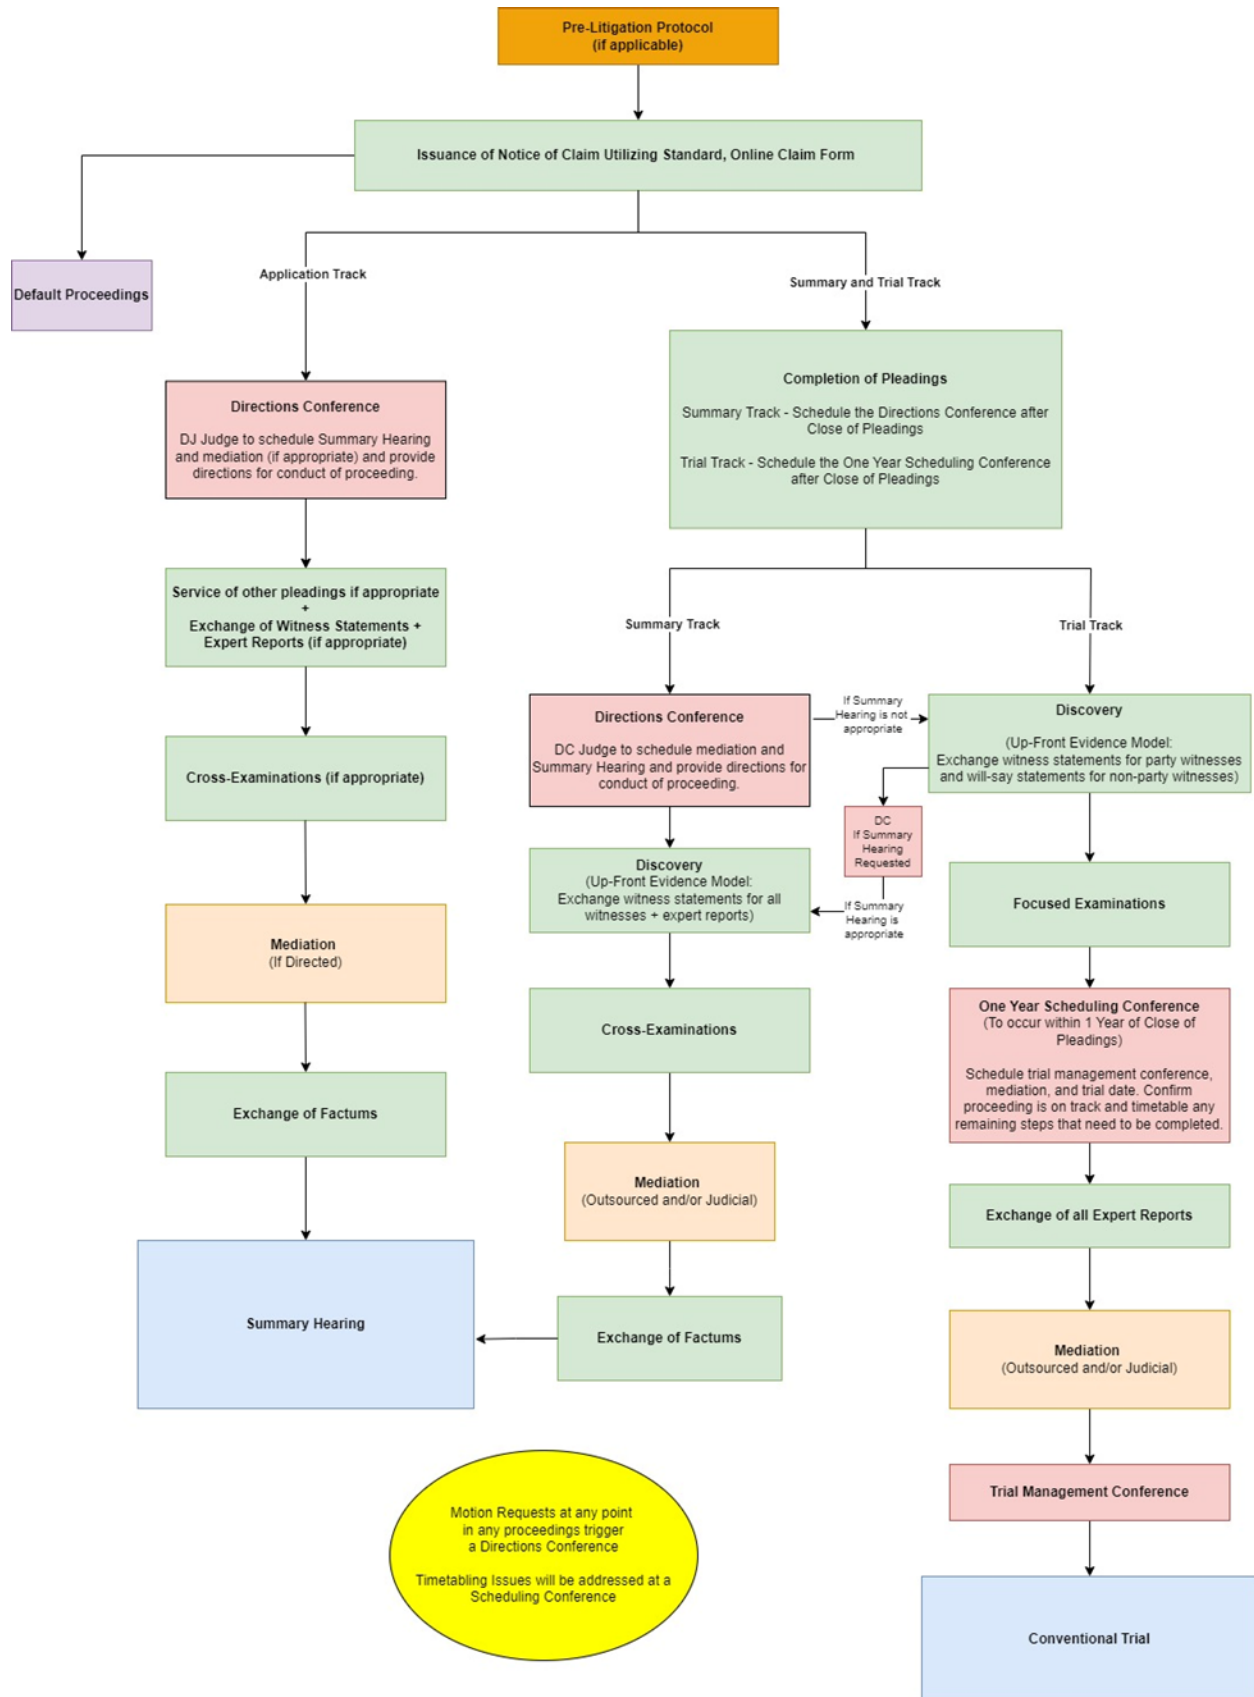 Pre-Litigation Protocol
(if applicable)
Issuance of Notice of Claim Utilizing Standard, Online Claim Form
Default Proceedings
Application Track
Summary and Trial Track
Directions Conference
DJ Judge to schedule Summary Hearing
and mediation (if appropriate) and provide
directions for conduct of proceeding.
Completion of Pleadings
Summary Track - Schedule the Directions Conference after
Close of Pleadings
Trial Track - Schedule the One Year Scheduling Conference
after Close of Pleadings
Service of other pleadings if appropriate
+
Exchange of Witness Statements +
Expert Reports (if appropriate)
Summary Track
Trial Track
Cross-Examinations (if appropriate)
Directions Conference
DC Judge to schedule mediation and
Summary Hearing and provide directions for
conduct of proceeding.
If Summary
Hearing is not
appropriate
Discovery
(Up-Front Evidence Model:
Exchange witness statements for party witnesses
and will-say statements for non-party witnesses)
DC
If Summary
Hearing
Requested
Discovery
(Up-Front Evidence Model:
Exchange witness statements for all
witnesses + expert reports)
If Summary
Hearing is
appropriate
Focused Examinations
Mediation
(If Directed)
Cross-Examinations
One Year Scheduling Conference
(To occur within 1 Year of Close of
Pleadings)
Schedule trial management conference,
mediation, and trial date. Confirm
proceeding is on track and timetable any
remaining steps that need to be completed.
Exchange of Factums
Mediation
(Outsourced and/or Judicial)
Exchange of all Expert Reports
Summary Hearing
Exchange of Factums
Mediation
(Outsourced and/or Judicial)
Trial Management Conference
Motion Requests at any point
in any proceedings trigger
a Directions Conference
Timetabling Issues will be addressed at a
Scheduling Conference
Conventional Trial